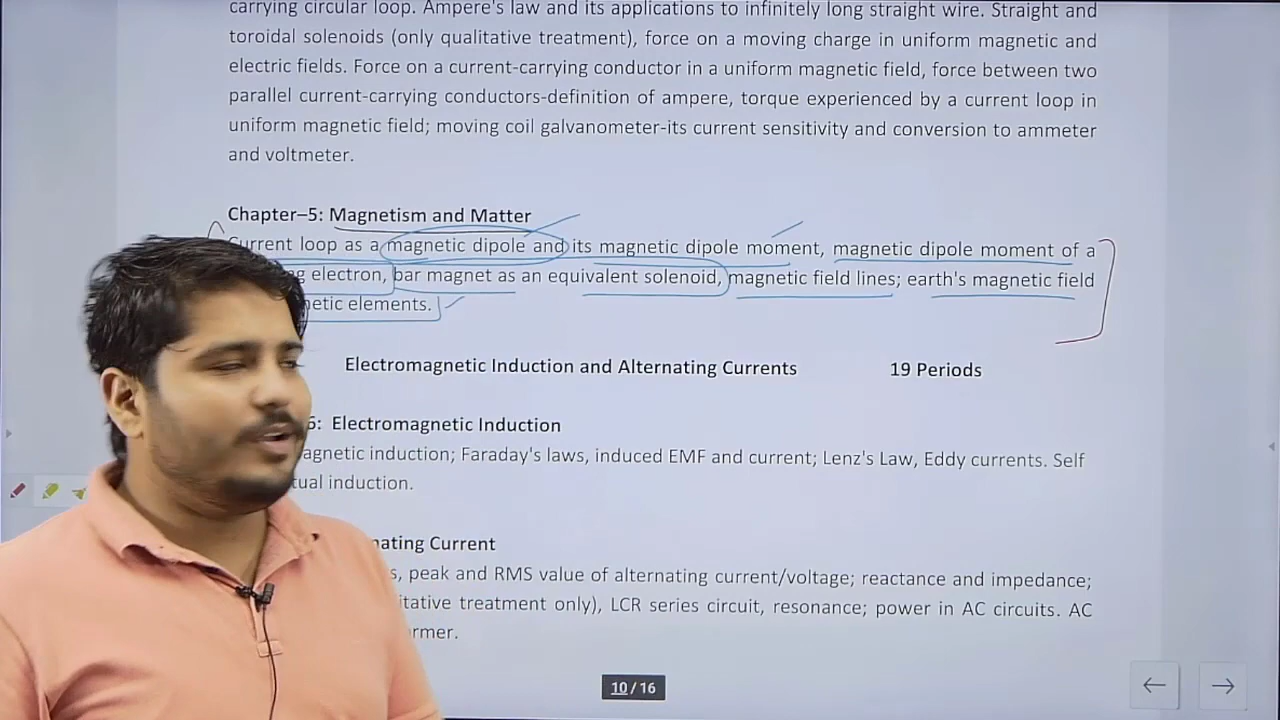 carrying circular loop. Ampere's law and its applications to infinitely long straight wire. Straight and
toroidal solenoids (only qualitative treatment), force on a moving charge in uniform magnetic and
electric fields. Force on a current-carrying conductor in a uniform magnetic field, force between two
parallel current-carrying conductors-definition of ampere, torque experienced by a current loop in
uniform magnetic field; moving coil galvanometer-its current sensitivity and conversion to ammeter
and voltmeter.
Chapter–5: Magnetism and Matter
Current loop as a magnetic dipole and its magnetic dipole moment, magnetic dipole moment of a
electron, bar magnet as an equivalent solenoid, magnetic field lines; earth's magnetic field
elements.
Electromagnetic Induction and Alternating Currents 19 Periods
6: Electromagnetic Induction
induction; Faraday's laws, induced EMF and current; Lenz's Law, Eddy currents. Self
induction.
Current
peak and RMS value of alternating current/voltage; reactance and impedance;
treatment only), LCR series circuit, resonance; power in AC circuits. AC
10 / 16